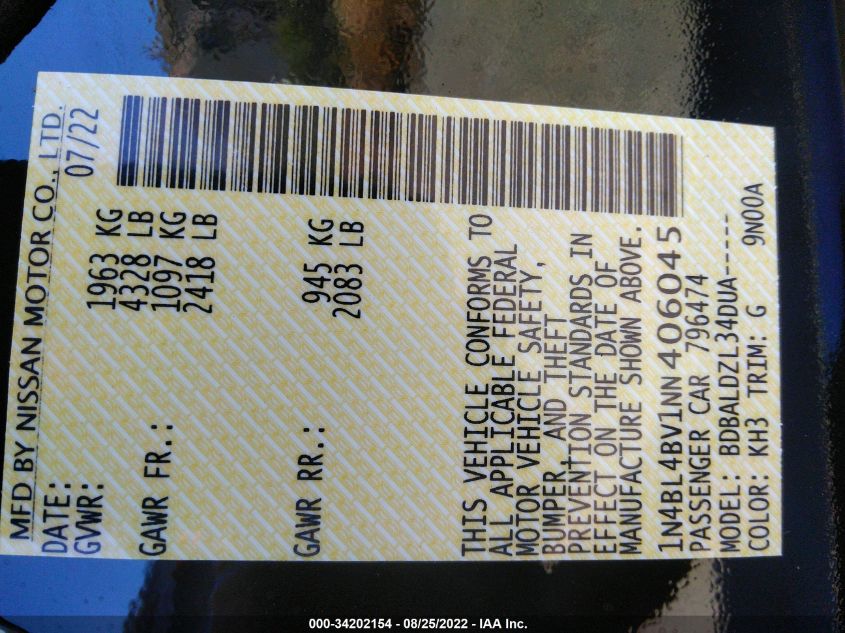 MFD BY NISSAN MOTOR CO., LTD.
DATE: 07/22
GVWR: 1963 KG
4328 LB
GAWR FR.: 1097 KG
2418 LB
GAWR RR.: 945 KG
2083 LB
THIS VEHICLE CONFORMS TO
ALL APPLICABLE FEDERAL
MOTOR VEHICLE SAFETY,
BUMPER, AND THEFT
PREVENTION STANDARDS IN
EFFECT ON THE DATE OF
MANUFACTURE SHOWN ABOVE.
1N4BL4BV1NN406045
PASSENGER CAR 796474
MODEL: BDBALDZL34DUA-----
COLOR: KH3 TRIM: G 9N00A
000-34202154 - 08/25/2022 - IAA Inc.